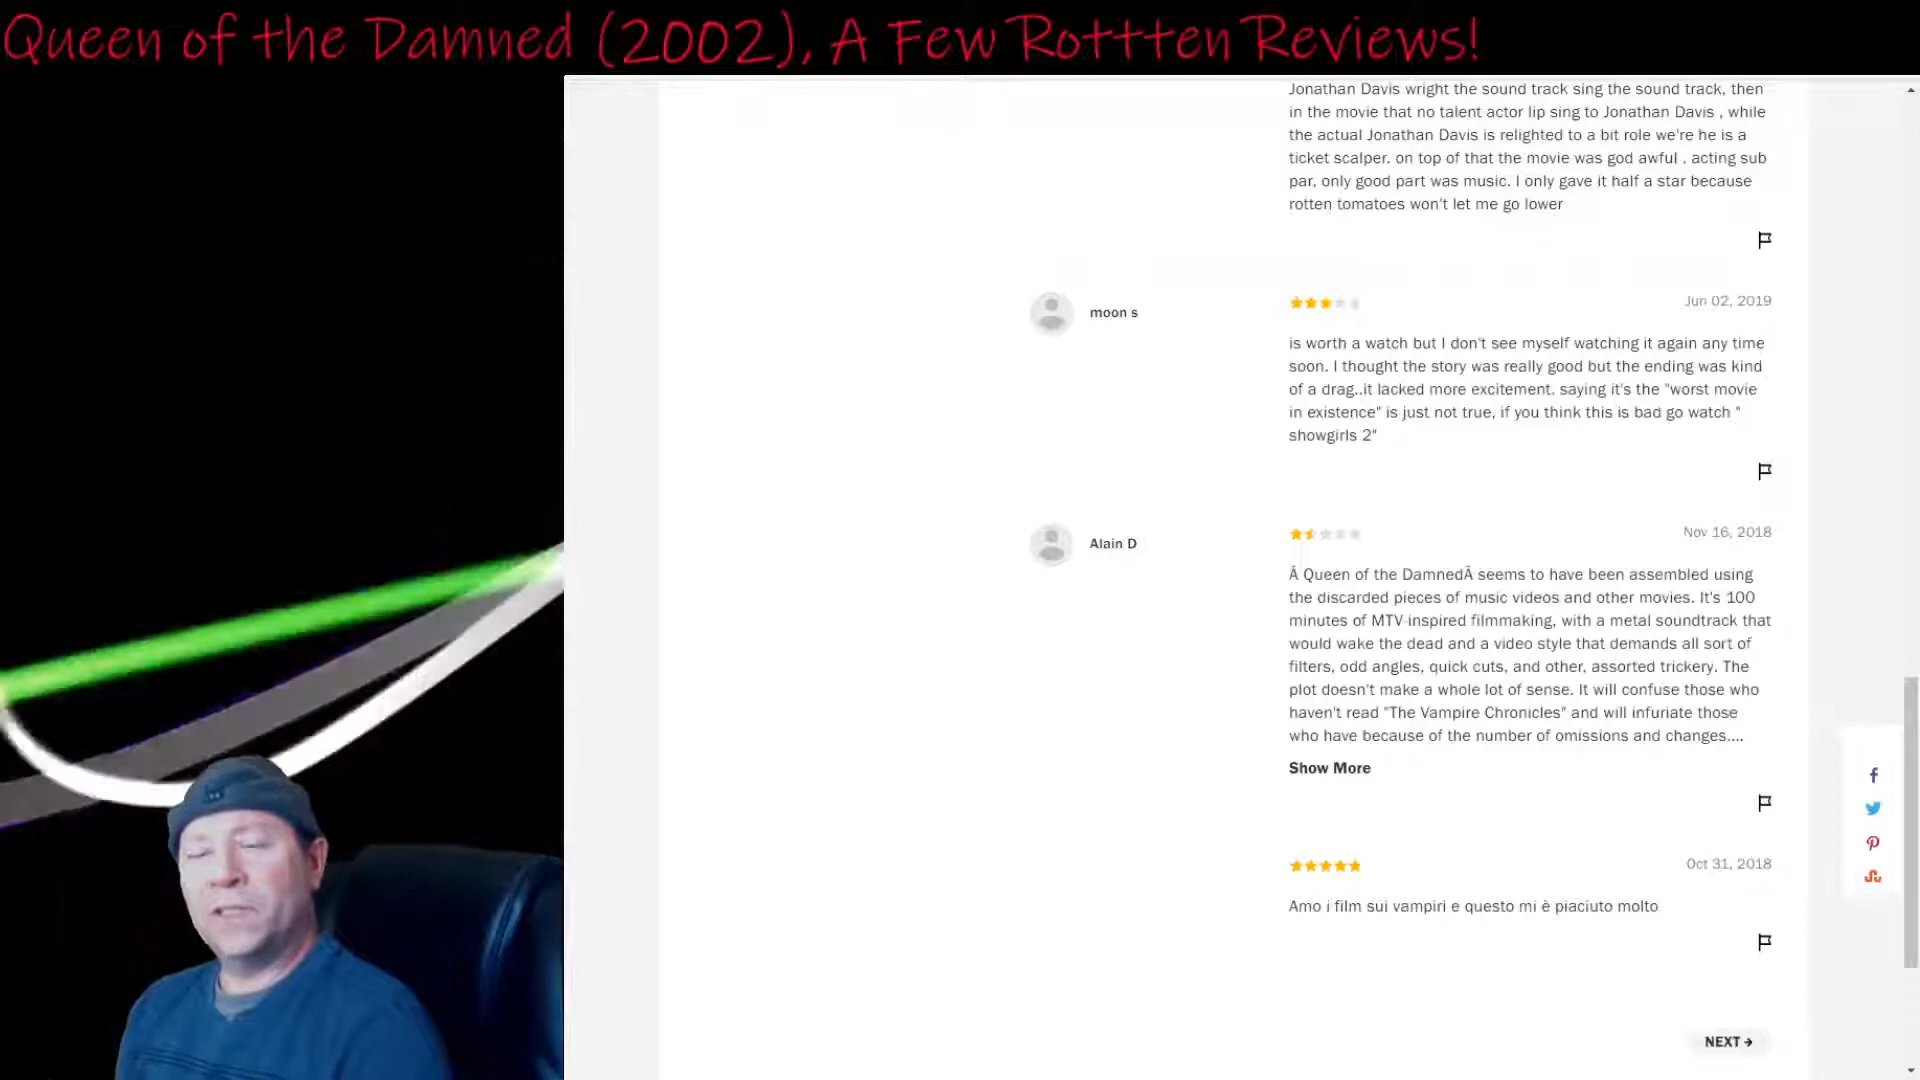 Queen of the Damned (2002), A Few Rottten Reviews!
Jonathan Davis wright the sound track sing the sound track, then
in the movie that no talent actor lip sing to Jonathan Davis , while
the actual Jonathan Davis is relighted to a bit role we're he is a
ticket scalper. on top of that the movie was god awful . acting sub
par, only good part was music. I only gave it half a star because
rotten tomatoes won't let me go lower
moon s
Jun 02, 2019
is worth a watch but I don't see myself watching it again any time
soon. I thought the story was really good but the ending was kind
of a drag..it lacked more excitement. saying it's the "worst movie
in existence" is just not true, if you think this is bad go watch "
showgirls 2"
Alain D
Nov 16, 2018
Â Queen of the DamnedÂ seems to have been assembled using
the discarded pieces of music videos and other movies. It's 100
minutes of MTV-inspired filmmaking, with a metal soundtrack that
would wake the dead and a video style that demands all sort of
filters, odd angles, quick cuts, and other, assorted trickery. The
plot doesn't make a whole lot of sense. It will confuse those who
haven't read "The Vampire Chronicles" and will infuriate those
who have because of the number of omissions and changes....
Show More
Oct 31, 2018
Amo i film sui vampiri e questo mi è piaciuto molto
NEXT